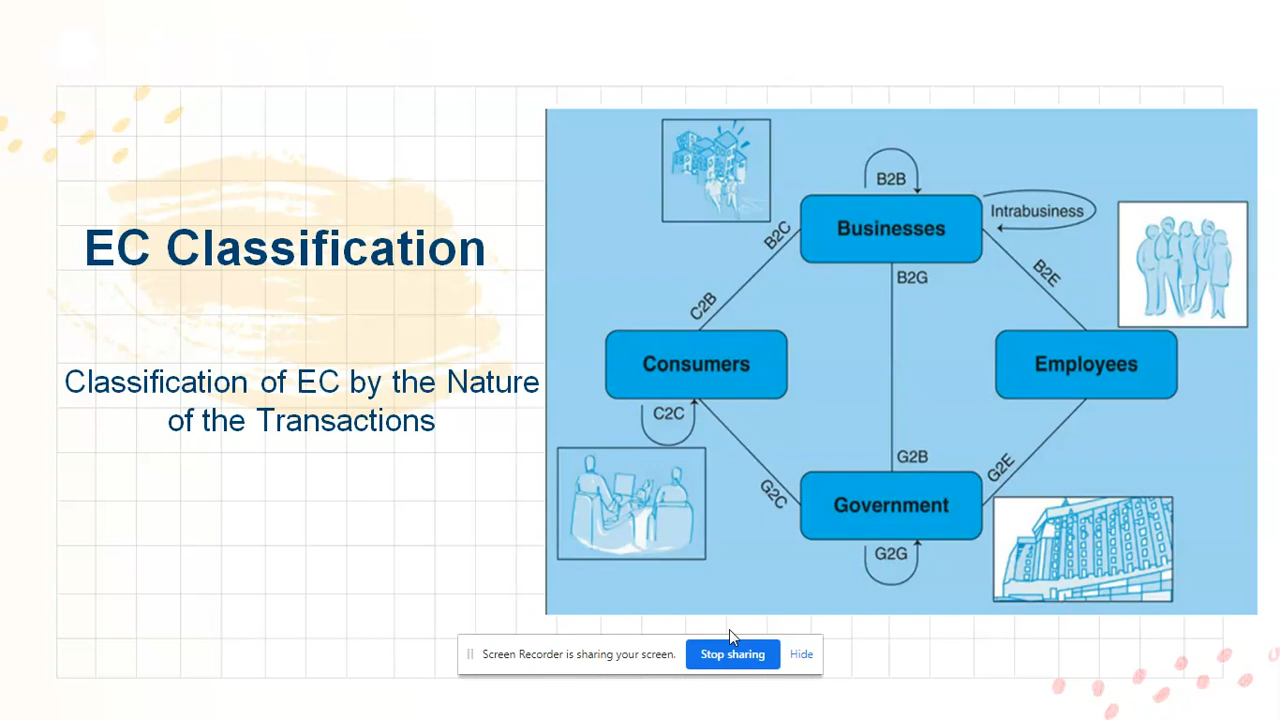 EC Classification
Classification of EC by the Nature
of the Transactions
B2B
Businesses
Intrabusiness
B2C
C2B
B2G
B2E
Consumers
Employees
C2C
G2B
G2C
G2E
Government
G2G
Screen Recorder is sharing your screen.
Stop sharing
Hide